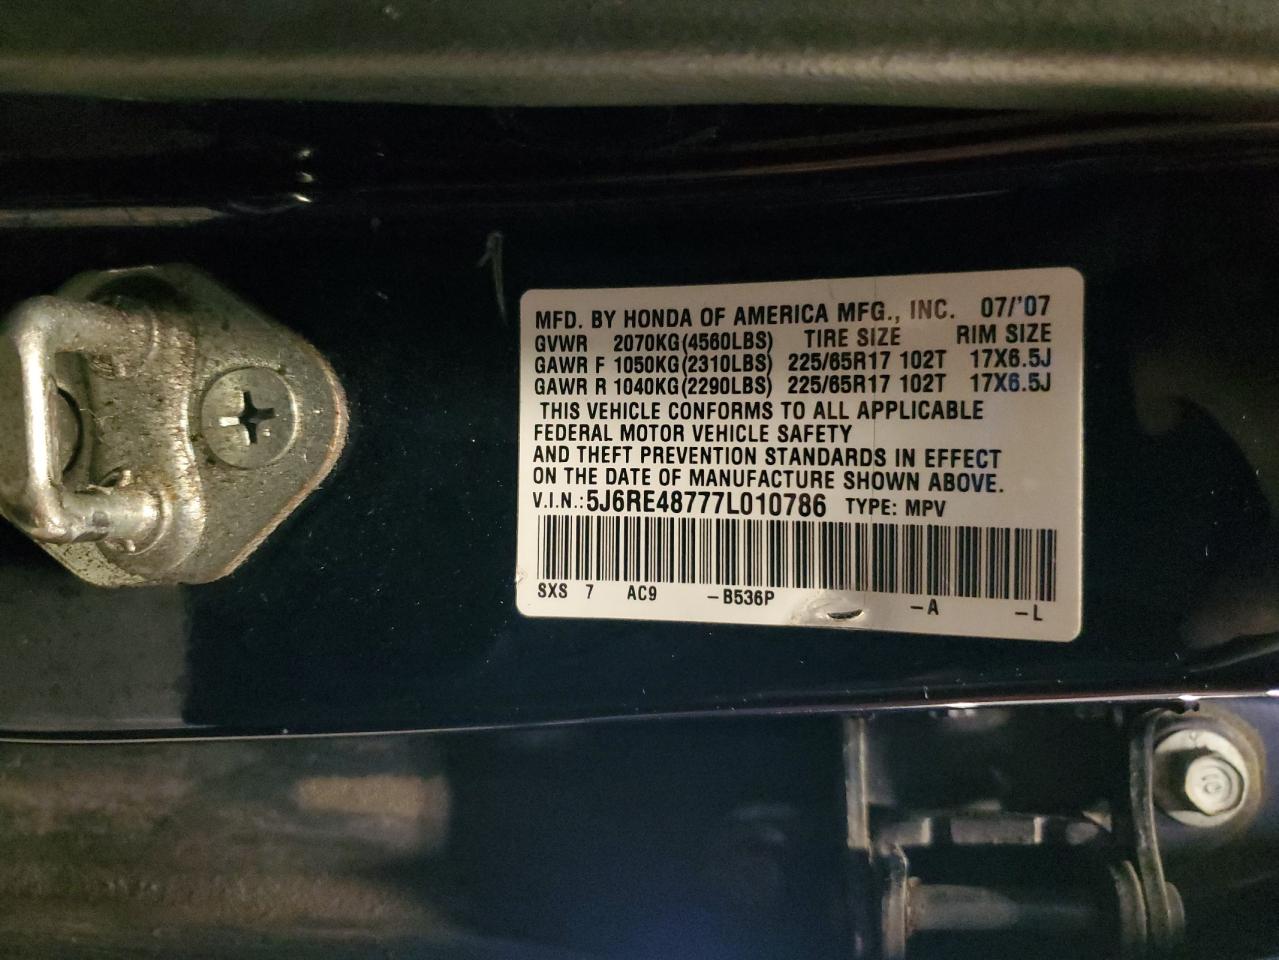 MFD. BY HONDA OF AMERICA MFG., INC. 07/'07
GVWR 2070KG(4560LBS) TIRE SIZE RIM SIZE
GAWR F 1050KG(2310LBS) 225/65R17 102T 17X6.5J
GAWR R 1040KG(2290LBS) 225/65R17 102T 17X6.5J
THIS VEHICLE CONFORMS TO ALL APPLICABLE
FEDERAL MOTOR VEHICLE SAFETY
AND THEFT PREVENTION STANDARDS IN EFFECT
ON THE DATE OF MANUFACTURE SHOWN ABOVE.
V.I.N.: 5J6RE48777L010786 TYPE: MPV
SXS 7 AC9 -B536P -A -L